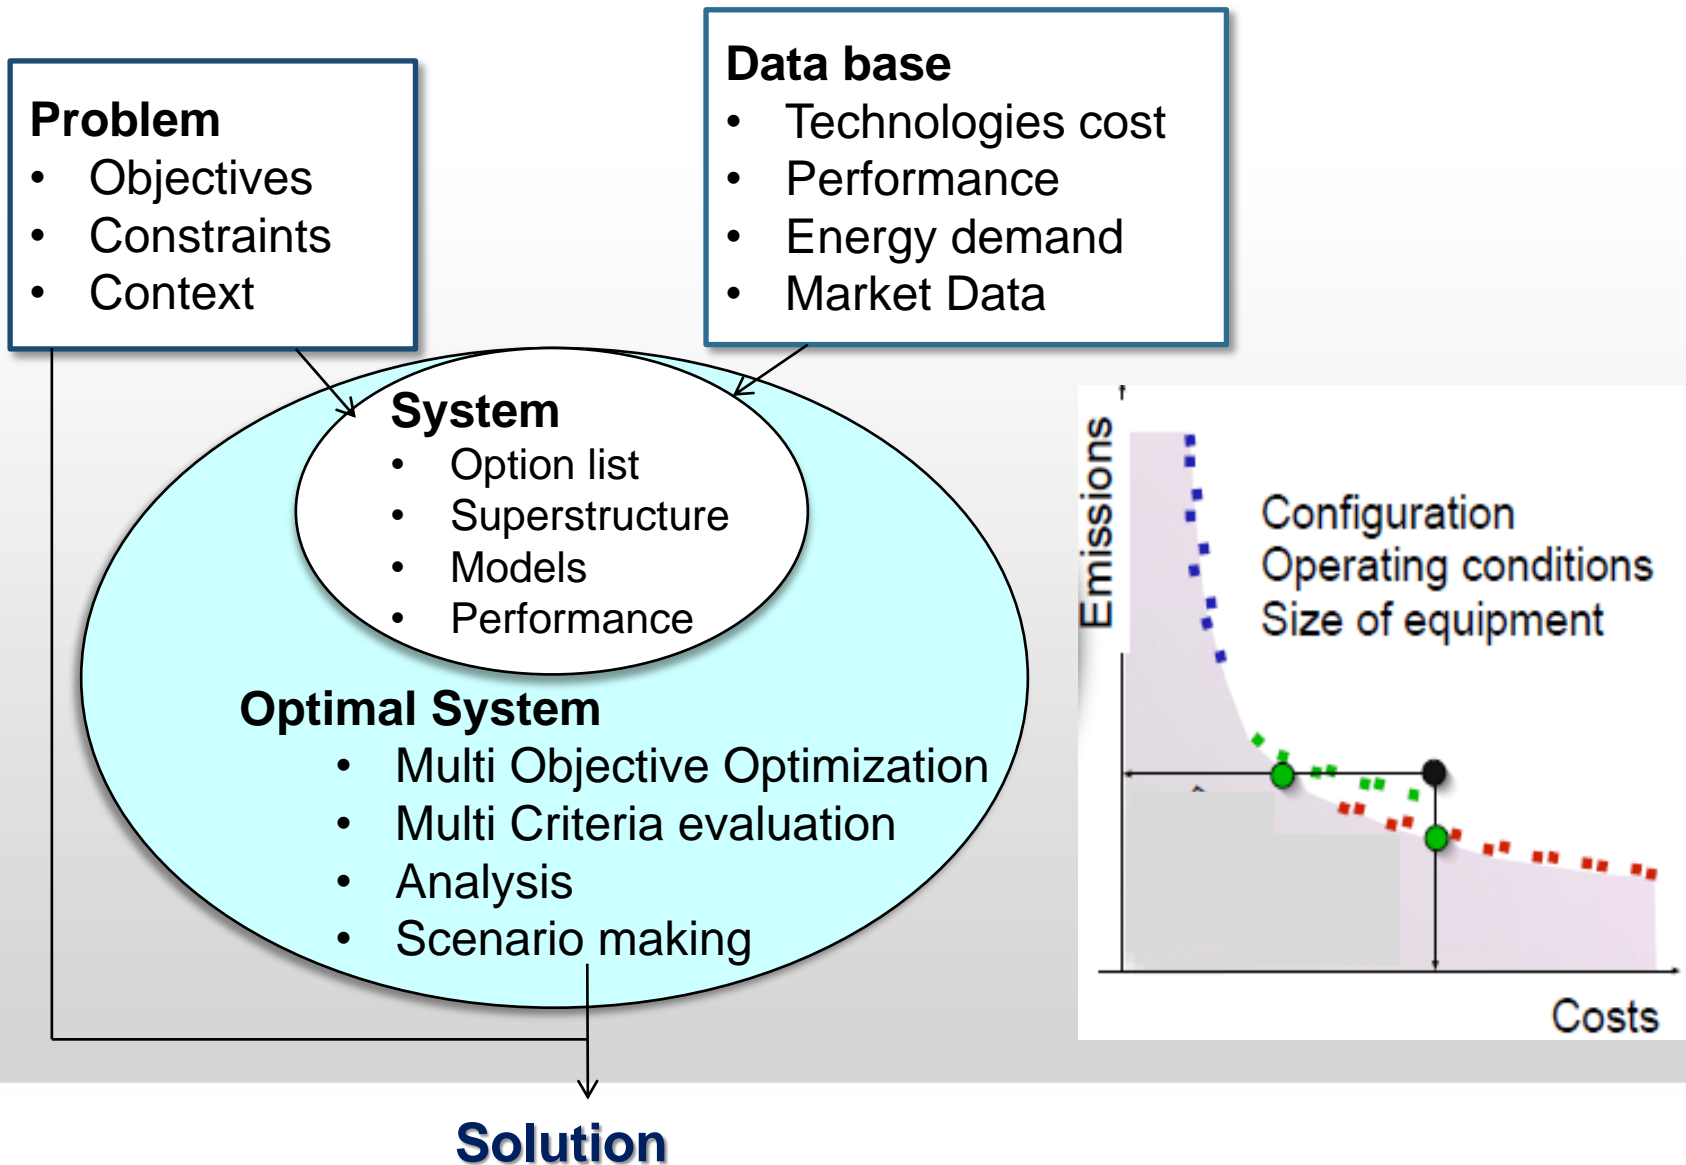 Problem
• Objectives
• Constraints
• Context
Data base
• Technologies cost
• Performance
• Energy demand
• Market Data
System
• Option list
• Superstructure
• Models
• Performance
Optimal System
• Multi Objective Optimization
• Multi Criteria evaluation
• Analysis
• Scenario making
Solution
Emissions
Configuration
Operating conditions
Size of equipment
Costs